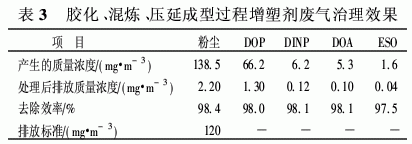 表 3 胶化、混炼、压延成型过程增塑剂废气治理效果
项 目 粉尘 DOP DINP DOA ESO
产生的质量浓度/(mg•m⁻³) 138.5 66.2 6.2 5.3 1.6
处理后排放质量浓度/(mg•m⁻³) 2.20 1.30 0.12 0.10 0.04
去除效率/% 98.4 98.0 98.1 98.1 97.5
排放标准/(mg•m⁻³) 120 — — — —